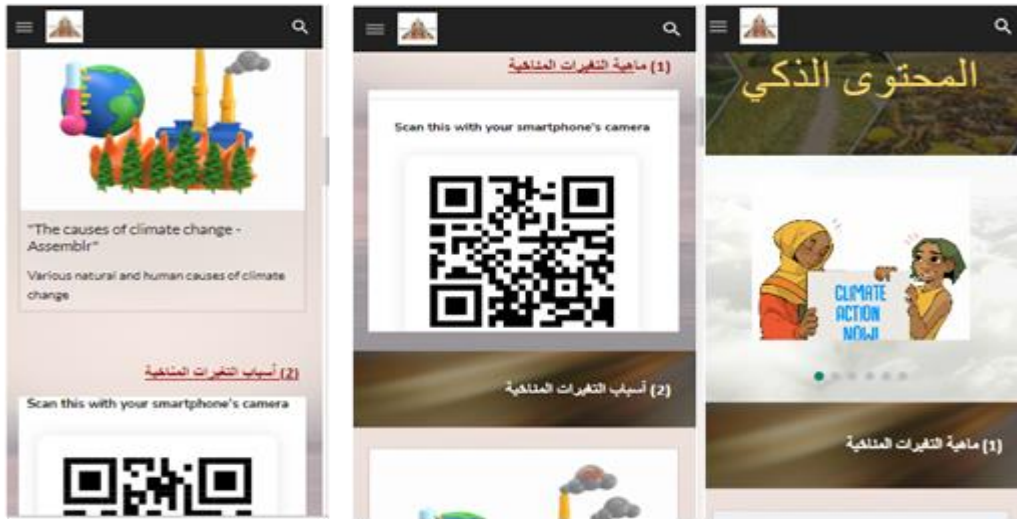 المحتوى الذكي
CLIMATE
ACTION
NOW!
(1) ماهية التغيرات المناخية
(1) ماهية التغيرات المناخية
Scan this with your smartphone's camera
(2) أسباب التغيرات المناخية
"The causes of climate change -
Assemblr"
Various natural and human causes of climate
change
(2) أسباب التغيرات المناخية
Scan this with your smartphone's camera